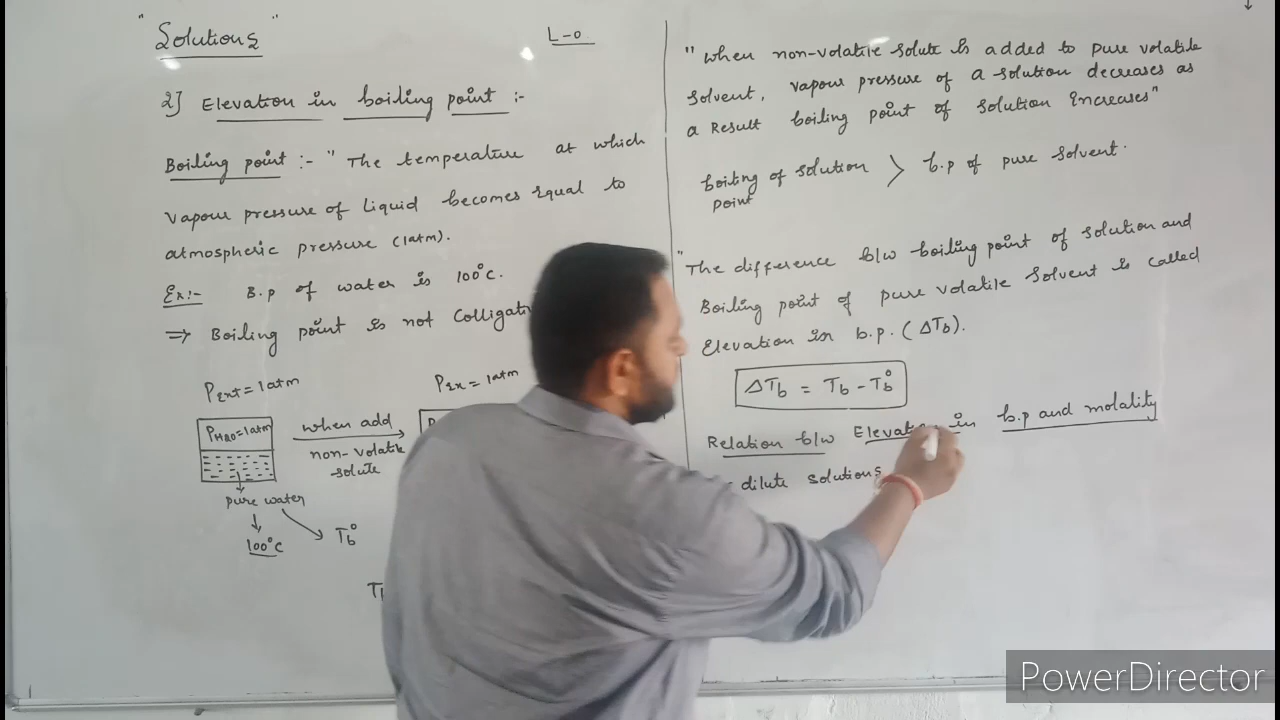 " Solutions "
L-0
2] Elevation in boiling point :-
Boiling point :- " The temperature at which
vapour pressure of Liquid becomes Equal to
atmospheric pressure (1atm).
Ex:- B.p of water is 100°C.
⇒ Boiling point is not
PExt = 1atm
PH2O = 1atm
when add
non-volatile
solute
pure water
100°C
Tb°
PEx = 1atm
"When non-volatile solute is added to pure volatile
solvent, vapour pressure of a solution decreases as
a Result boiling point of solution Increases"
boiling of solution > b.p of pure solvent.
point
"The difference b/w boiling point of solution and
Boiling point of pure volatile solvent is called
Elevation in b.p. (ΔTb).
ΔTb = Tb - Tb°
Relation b/w Elevation in b.p and molality
dilute solutions
PowerDirector